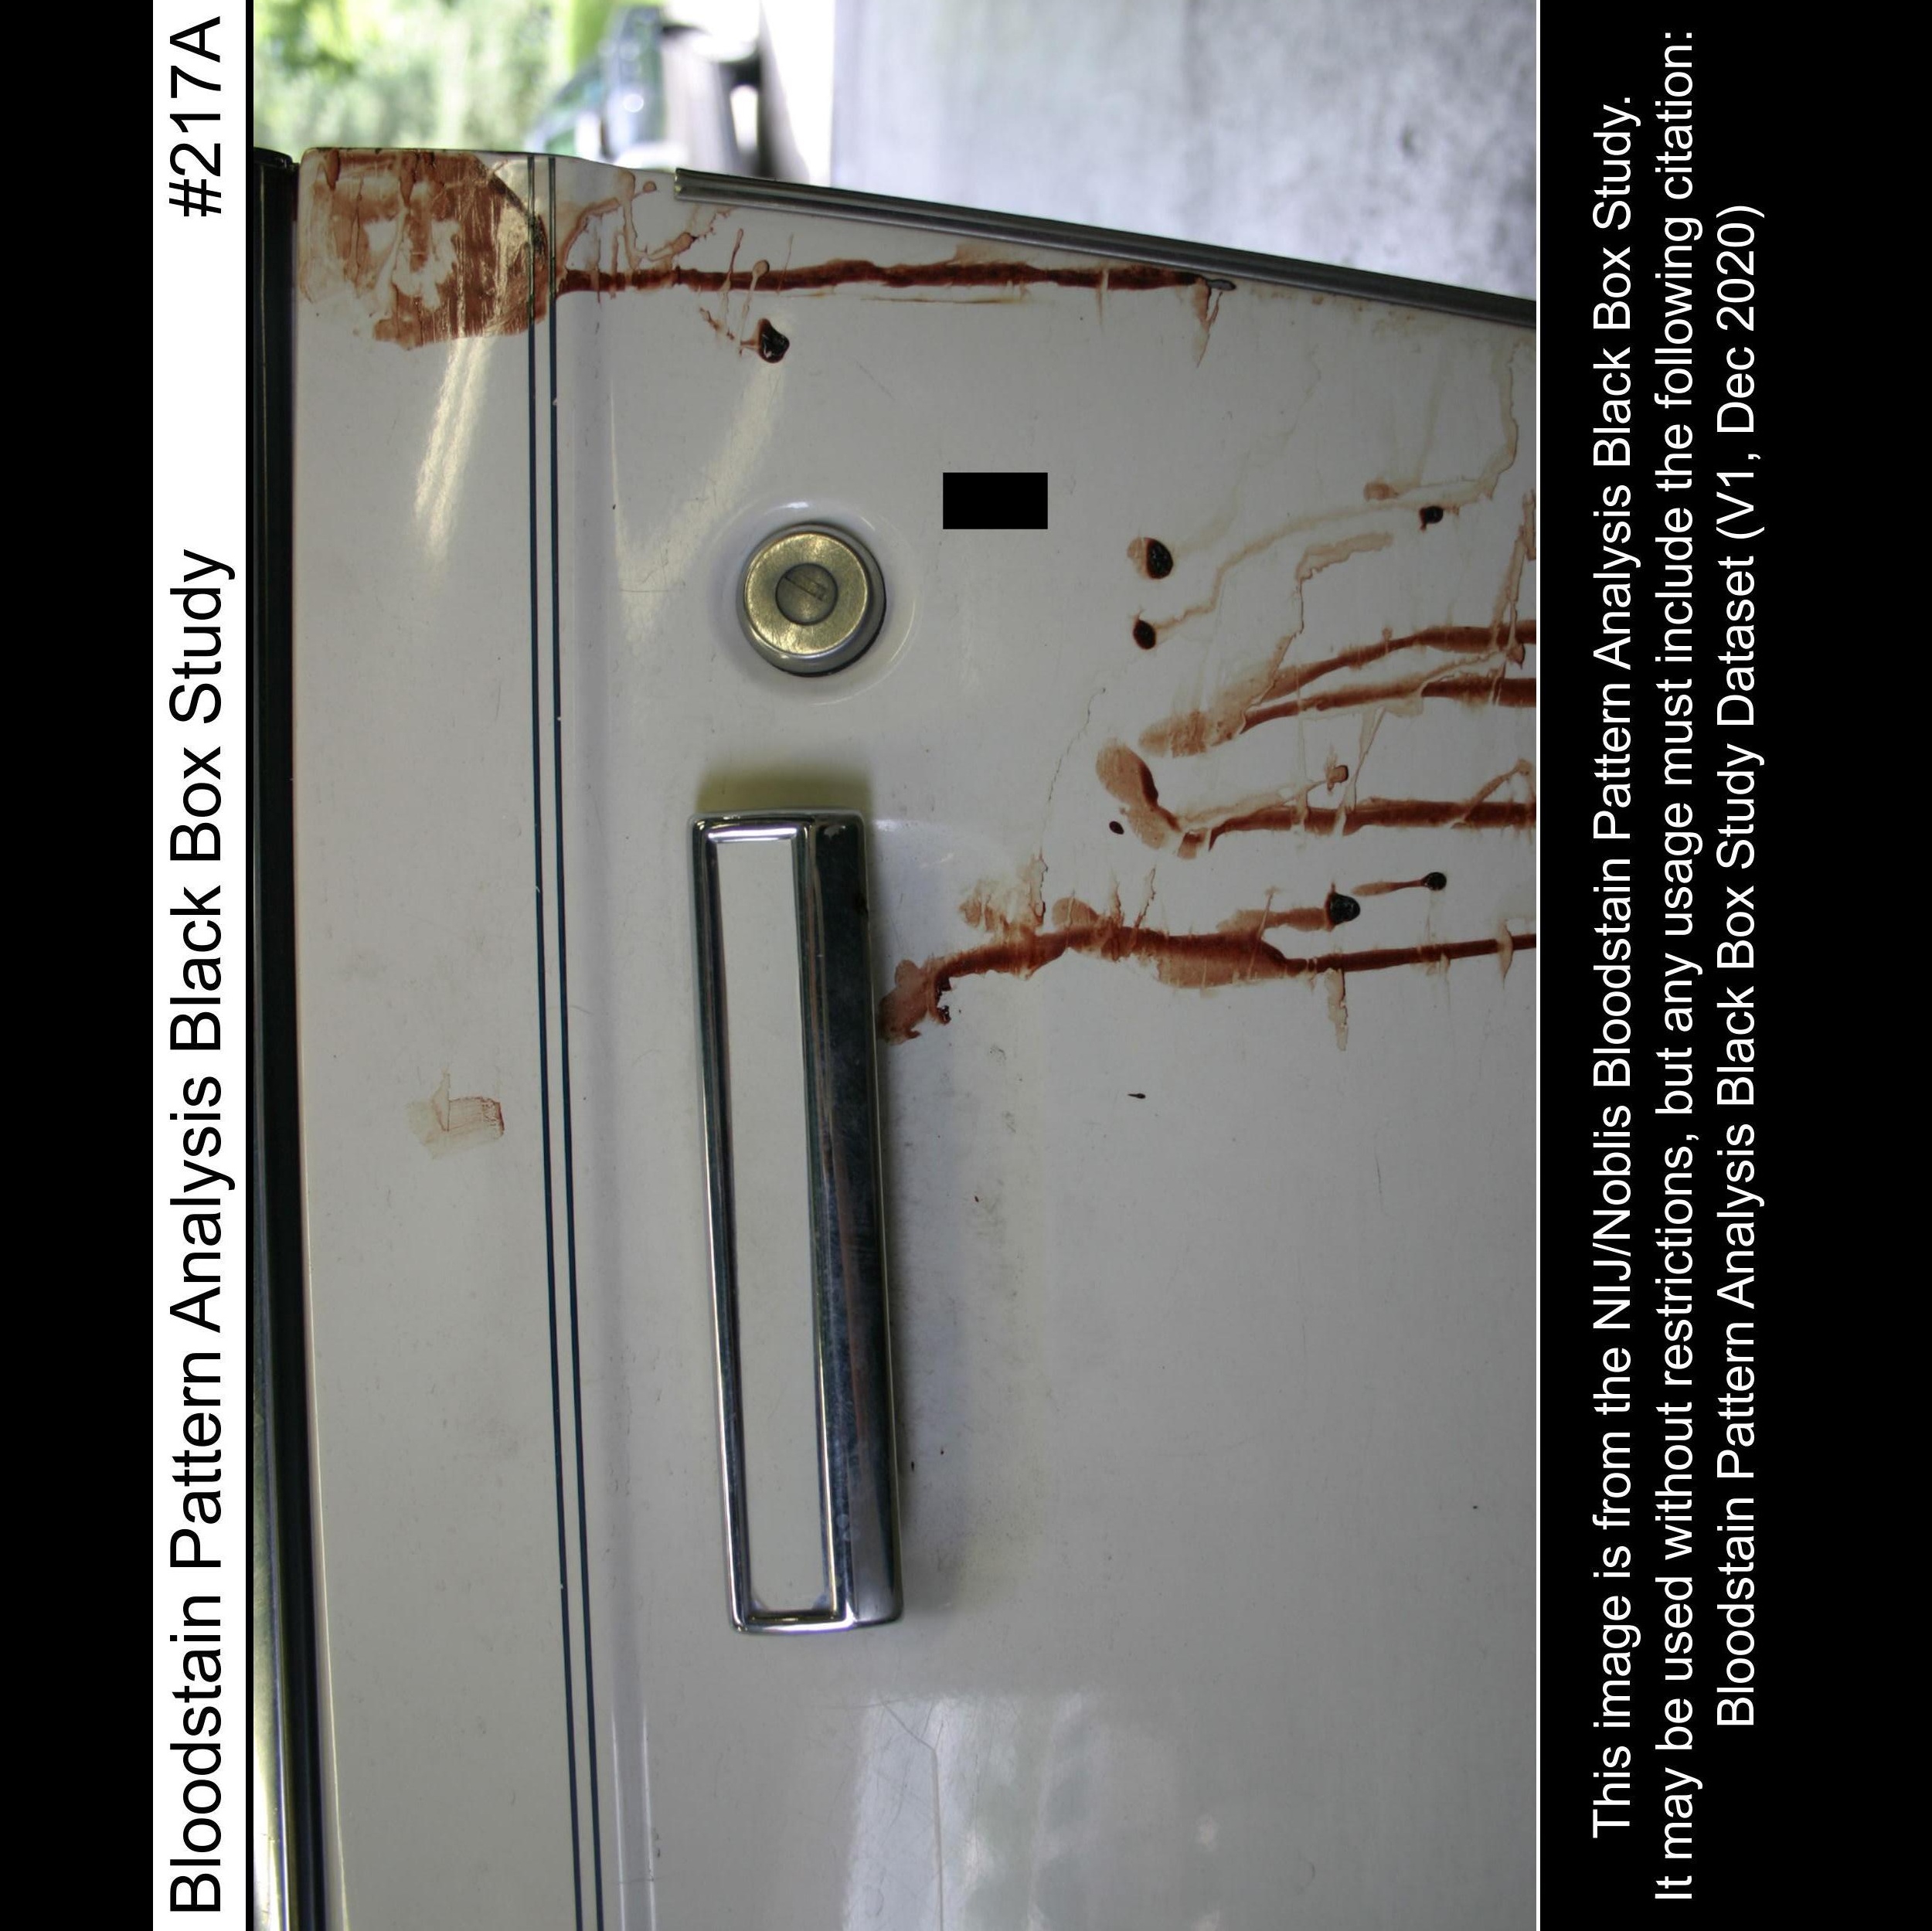 Bloodstain Pattern Analysis Black Box Study #217A
This image is from the NIJ/Noblis Bloodstain Pattern Analysis Black Box Study.
It may be used without restrictions, but any usage must include the following citation:
Bloodstain Pattern Analysis Black Box Study Dataset (V1, Dec 2020)